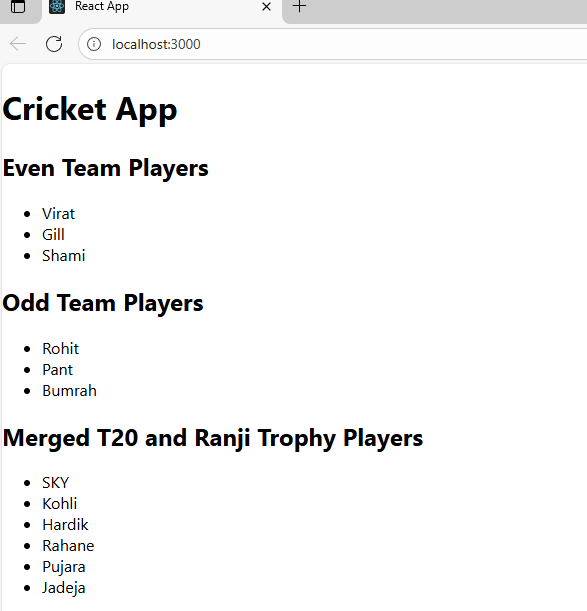 React App
localhost:3000
Cricket App
Even Team Players
Virat
Gill
Shami
Odd Team Players
Rohit
Pant
Bumrah
Merged T20 and Ranji Trophy Players
SKY
Kohli
Hardik
Rahane
Pujara
Jadeja